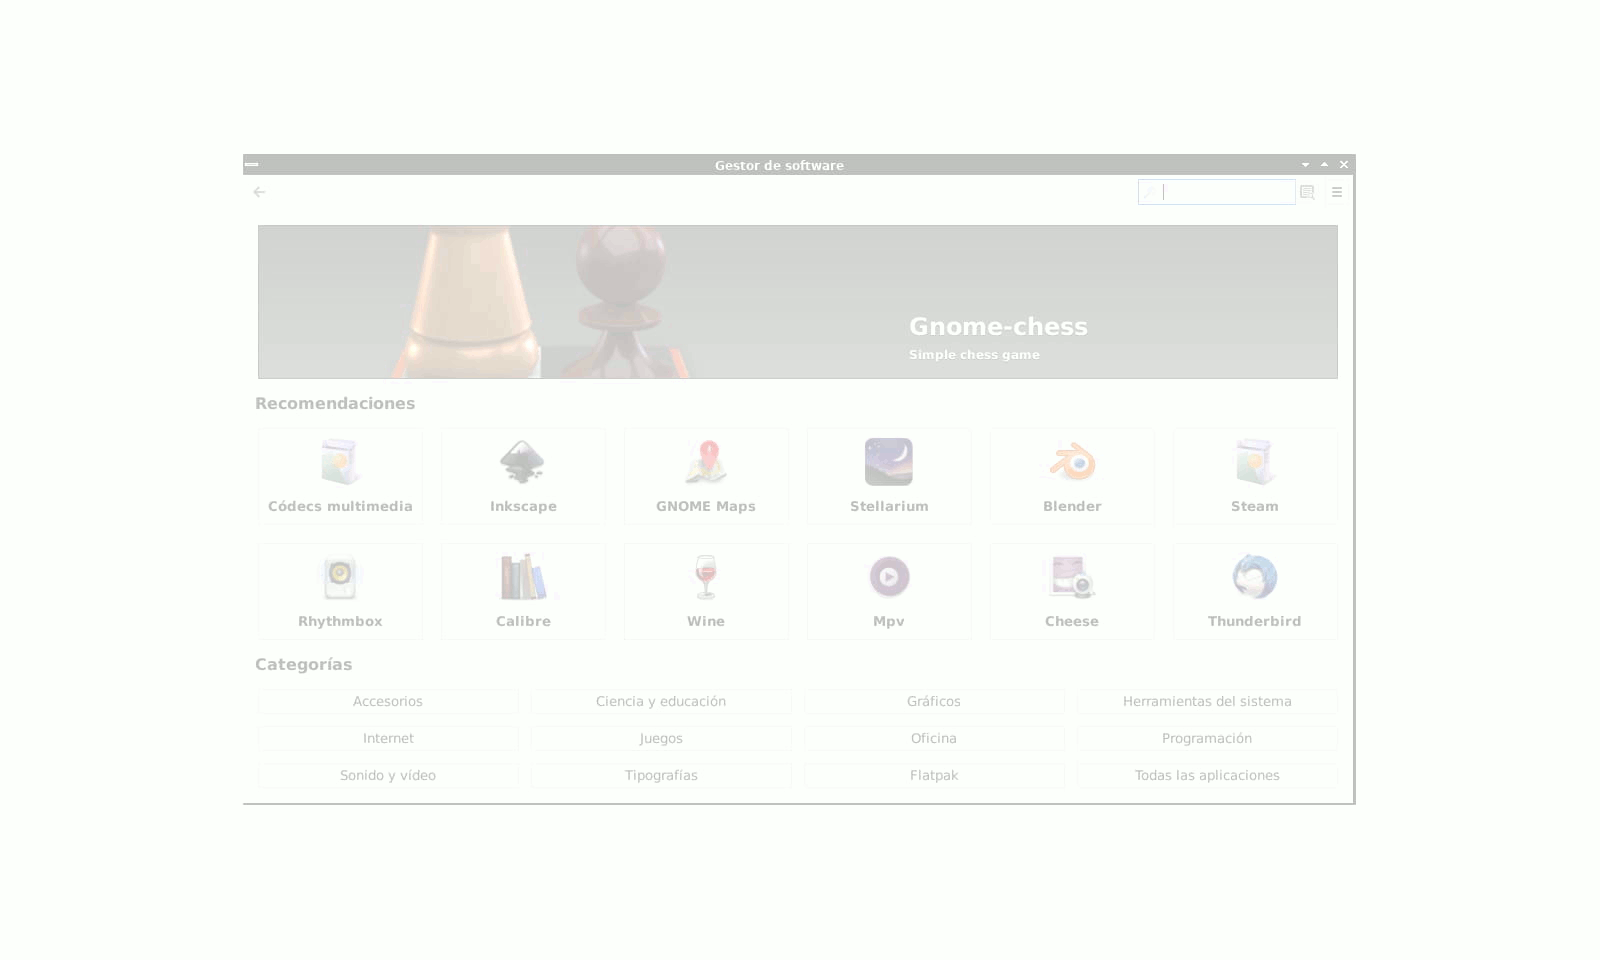 Gestor de software
Gnome-chess
Simple chess game
Recomendaciones
Códecs multimedia
Inkscape
GNOME Maps
Stellarium
Blender
Steam
Rhythmbox
Calibre
Wine
Mpv
Cheese
Thunderbird
Categorías
Accesorios
Ciencia y educación
Gráficos
Herramientas del sistema
Internet
Juegos
Oficina
Programación
Sonido y vídeo
Tipografías
Flatpak
Todas las aplicaciones